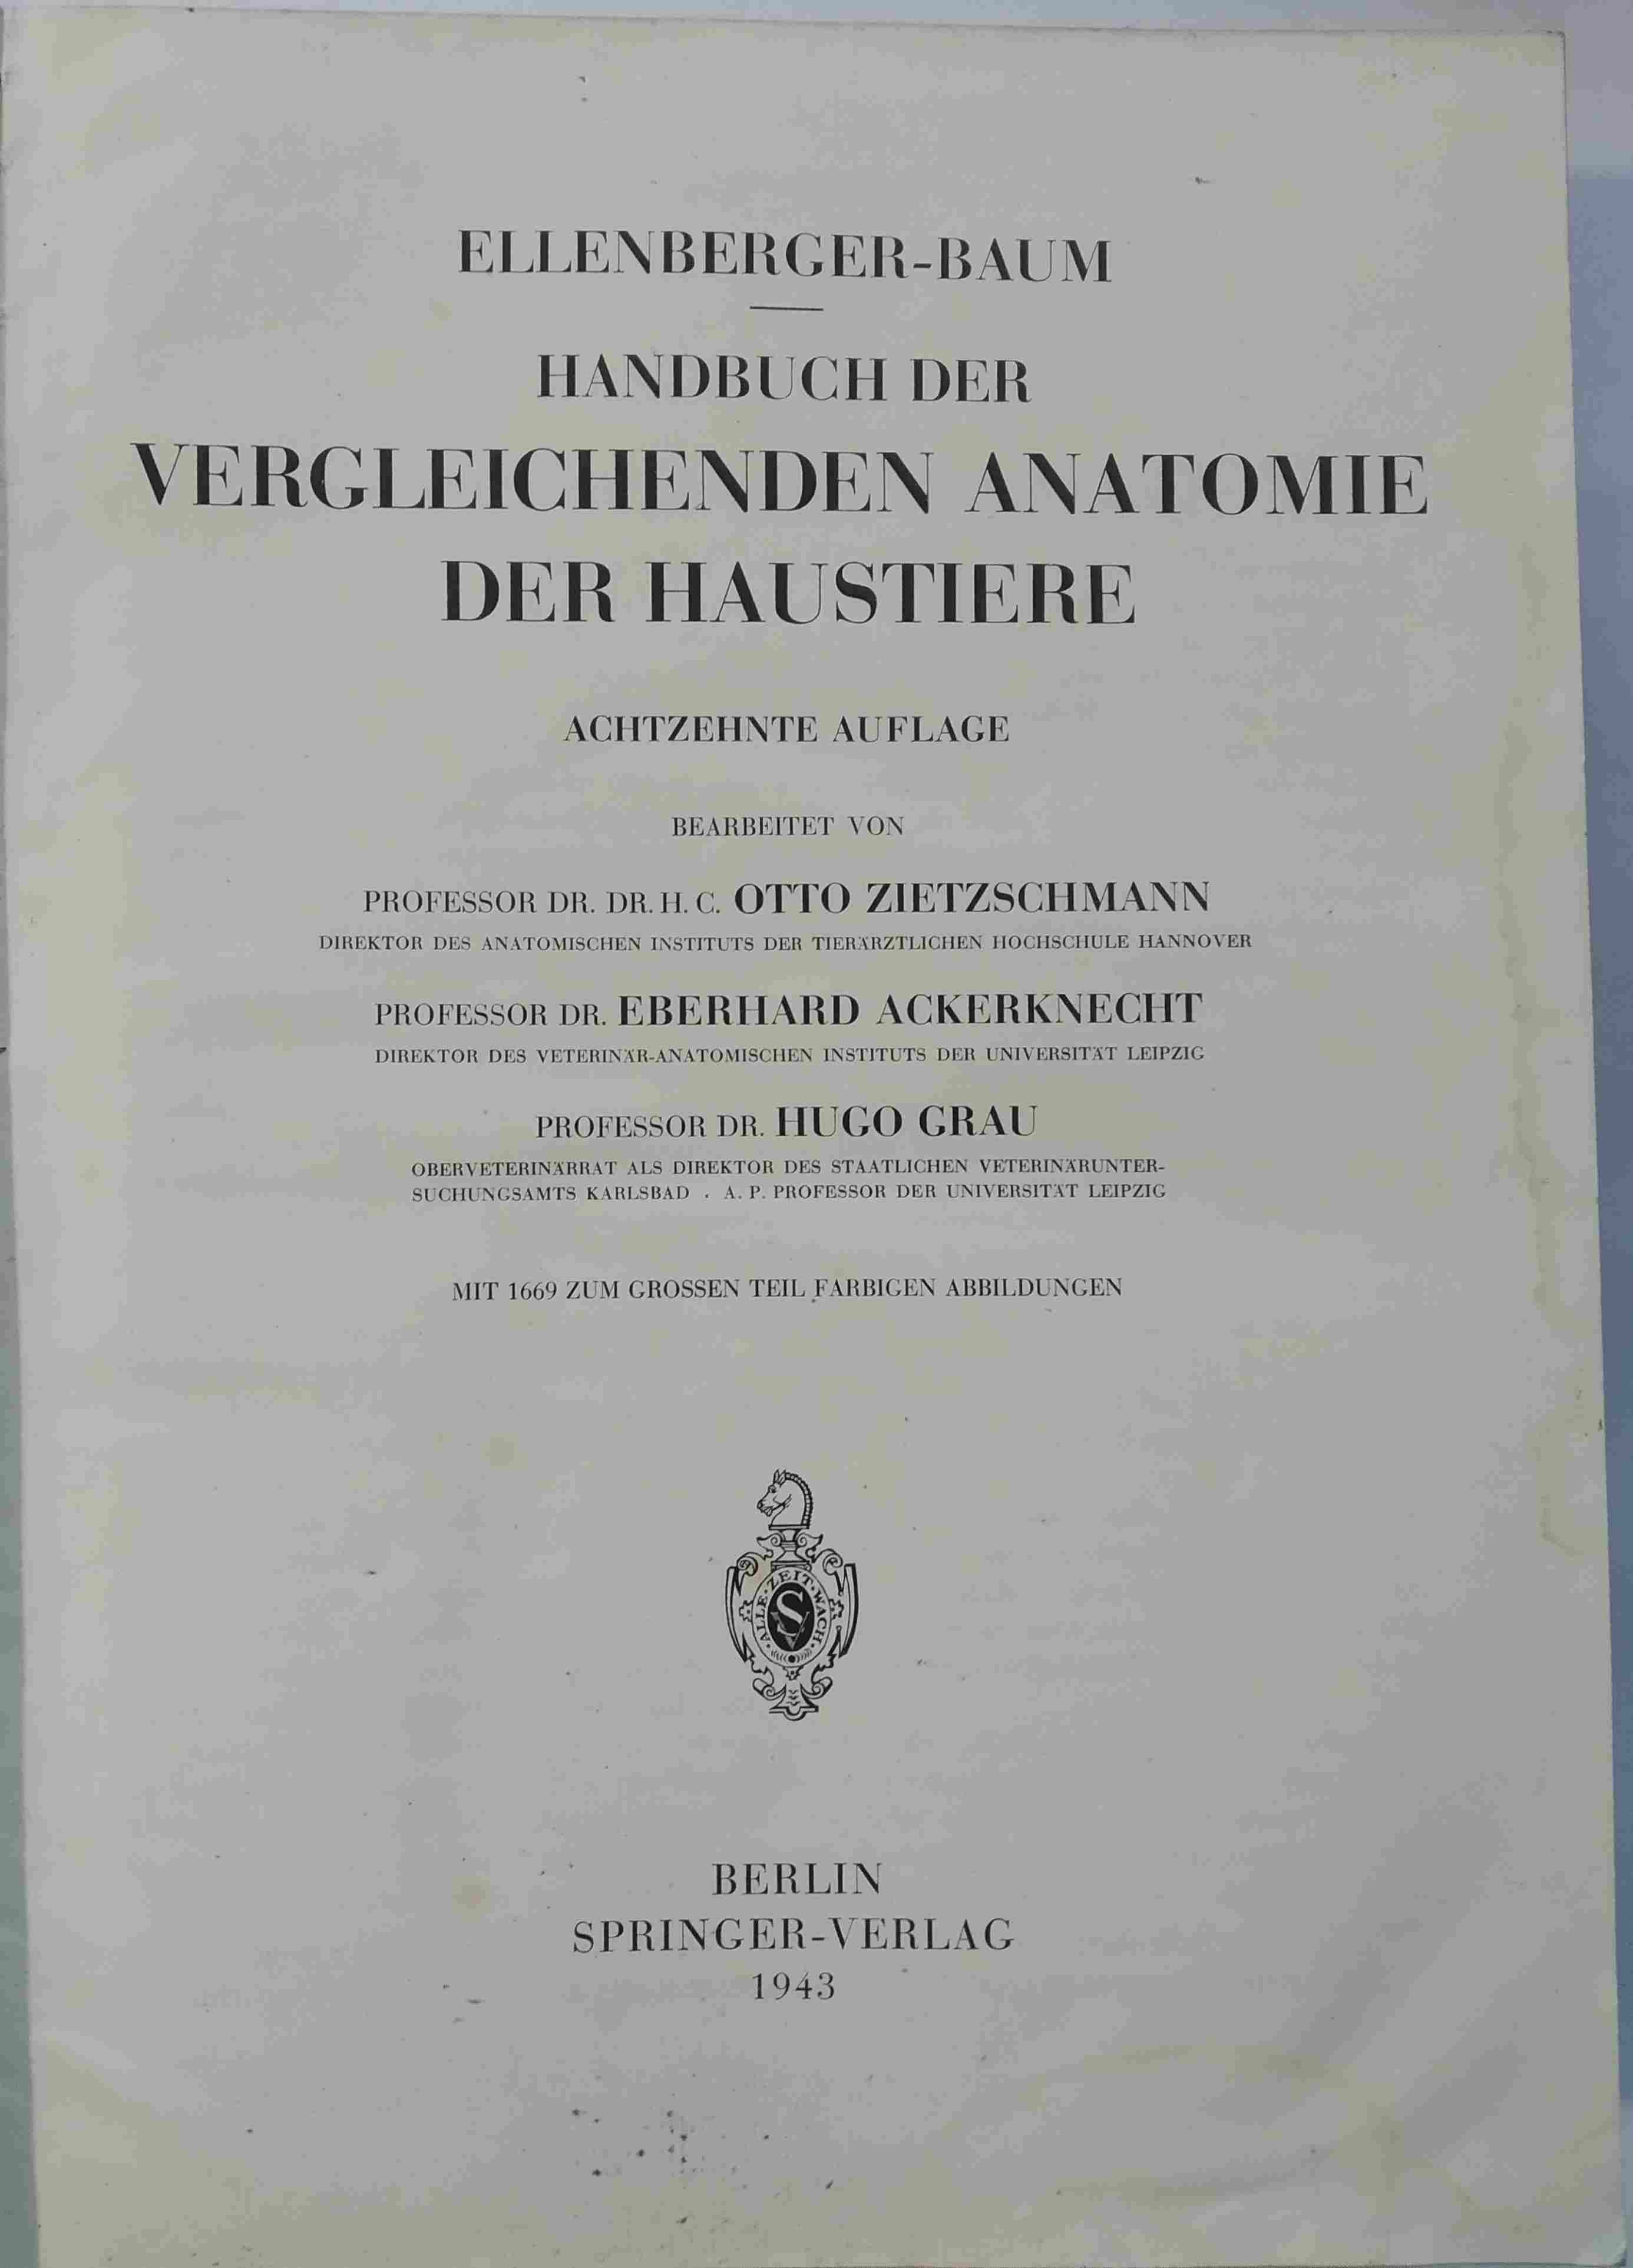 ELLENBERGER-BAUM
HANDBUCH DER
VERGLEICHENDEN ANATOMIE
DER HAUSTIERE
ACHTZEHNTE AUFLAGE
BEARBEITET VON
PROFESSOR DR. DR. H. C. OTTO ZIETZSCHMANN
DIREKTOR DES ANATOMISCHEN INSTITUTS DER TIERÄRZTLICHEN HOCHSCHULE HANNOVER
PROFESSOR DR. EBERHARD ACKERKNECHT
DIREKTOR DES VETERINÄR-ANATOMISCHEN INSTITUTS DER UNIVERSITÄT LEIPZIG
PROFESSOR DR. HUGO GRAU
OBERVETERINÄRRAT ALS DIREKTOR DES STAATLICHEN VETERINÄRUNTER-
SUCHUNGSAMTS KARLSBAD . A. P. PROFESSOR DER UNIVERSITÄT LEIPZIG
MIT 1669 ZUM GROSSEN TEIL FARBIGEN ABBILDUNGEN
ALLE·ZEIT·WACH
SV
BERLIN
SPRINGER-VERLAG
1943